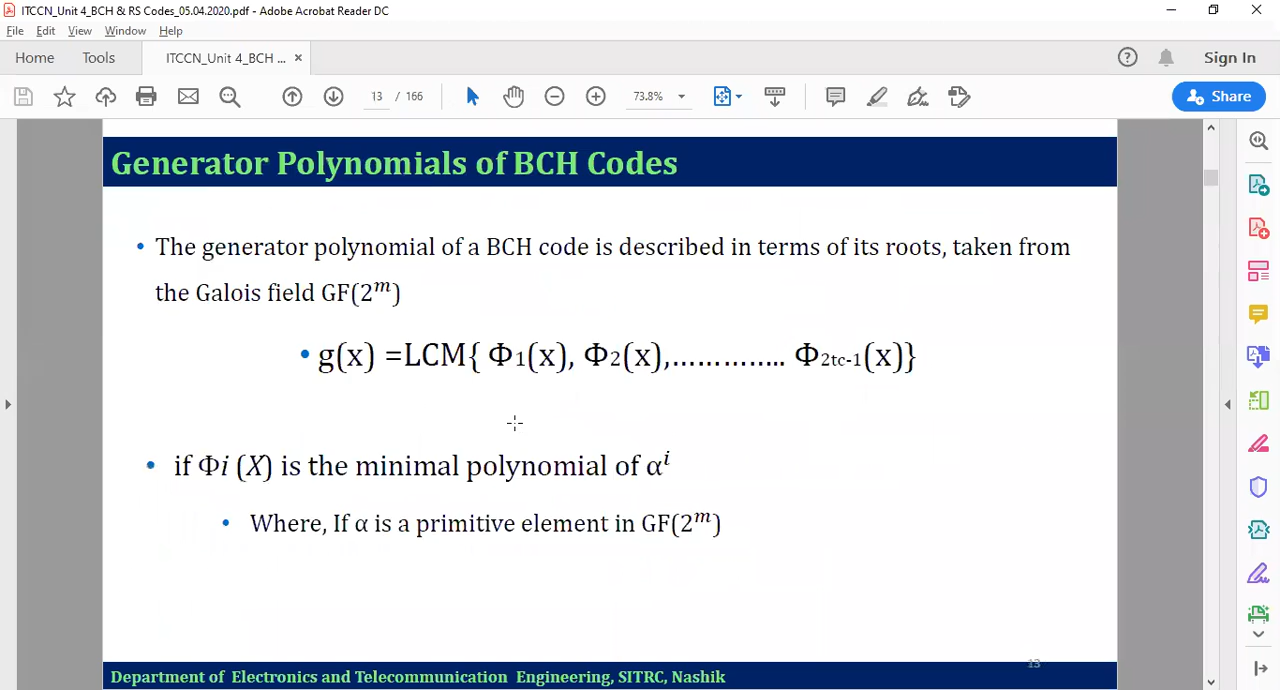 ITCCN_Unit 4_BCH & RS Codes_05.04.2020.pdf - Adobe Acrobat Reader DC
File Edit View Window Help
Home Tools ITCCN_Unit 4_BCH ... × Sign In
13 / 166 73.8% Share
Generator Polynomials of BCH Codes
• The generator polynomial of a BCH code is described in terms of its roots, taken from
the Galois field GF(2ᵐ)
• g(x) =LCM{ Φ₁(x), Φ₂(x),.............. Φ2tc-1(x)}
• if Φi (X) is the minimal polynomial of αⁱ
• Where, If α is a primitive element in GF(2ᵐ)
13
Department of Electronics and Telecommunication Engineering, SITRC, Nashik